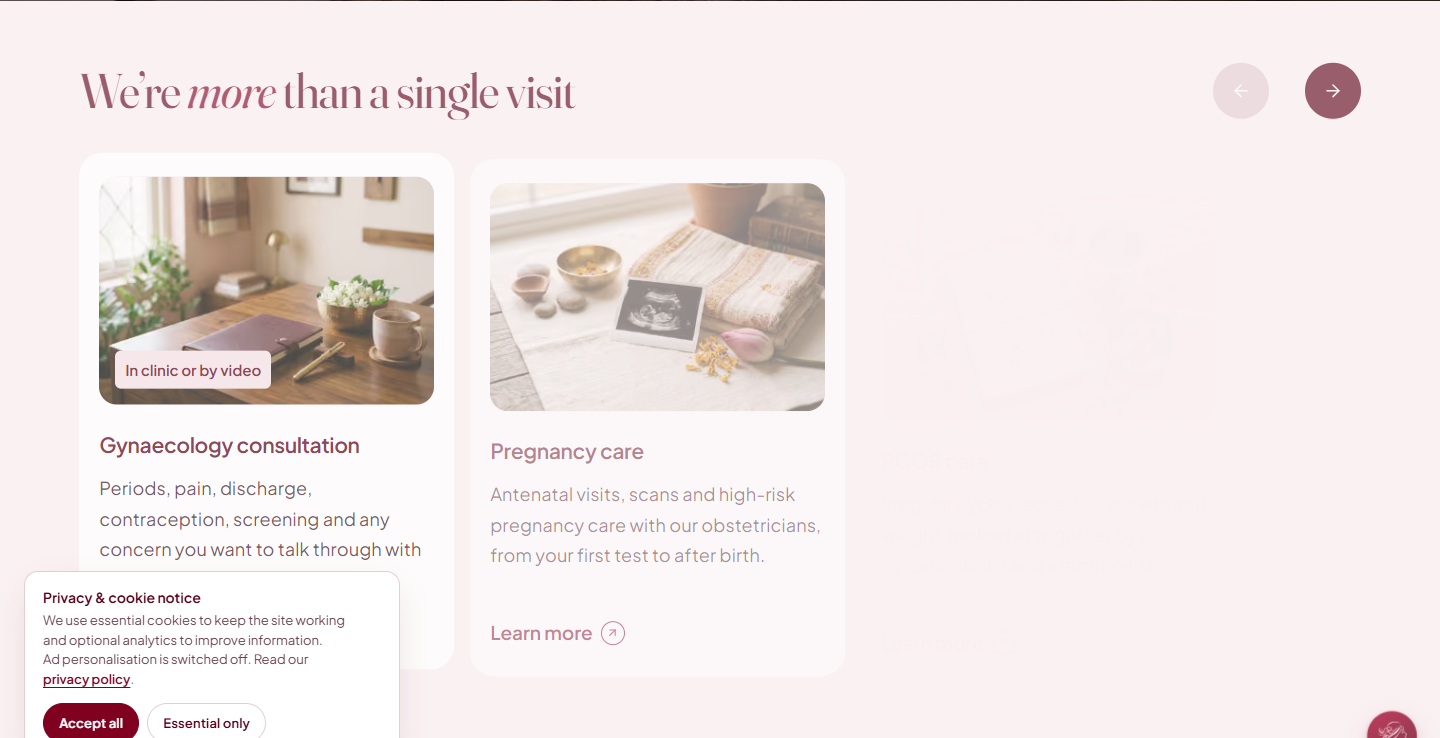 We're more than a single visit
In clinic or by video
Gynaecology consultation
Periods, pain, discharge,
contraception, screening and any
concern you want to talk through with
Pregnancy care
Antenatal visits, scans and high-risk
pregnancy care with our obstetricians,
from your first test to after birth.
Learn more
Privacy & cookie notice
We use essential cookies to keep the site working
and optional analytics to improve information.
Ad personalisation is switched off. Read our
privacy policy.
Accept all
Essential only